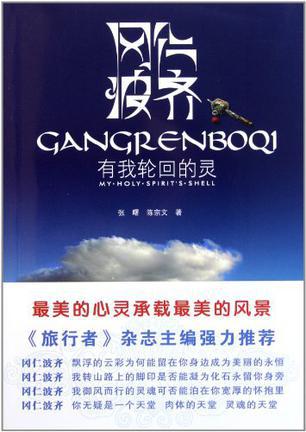 冈仁波齐
GANGRENBOQI
有我轮回的灵
MY·HOLY·SPIRIT'S·SHELL
张 曙 陈宗文 著
最美的心灵承载最美的风景
《旅行者》杂志主编强力推荐
冈仁波齐 飘浮的云彩为何能留在你身边成为美丽的永恒
冈仁波齐 我转山路上的脚印是否能凝为化石永留你身旁
冈仁波齐 我御风而行的灵魂可否能泊在你宽厚的怀抱里
冈仁波齐 你无疑是一个天堂 肉体的天堂 灵魂的天堂